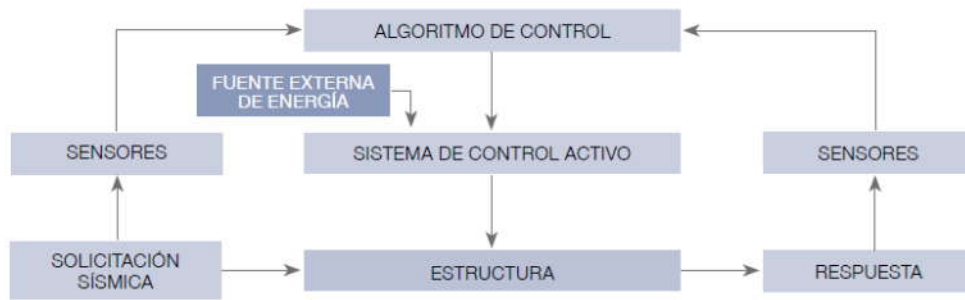 ALGORITMO DE CONTROL
FUENTE EXTERNA
DE ENERGÍA
SENSORES
SISTEMA DE CONTROL ACTIVO
SENSORES
SOLICITACIÓN
SÍSMICA
ESTRUCTURA
RESPUESTA